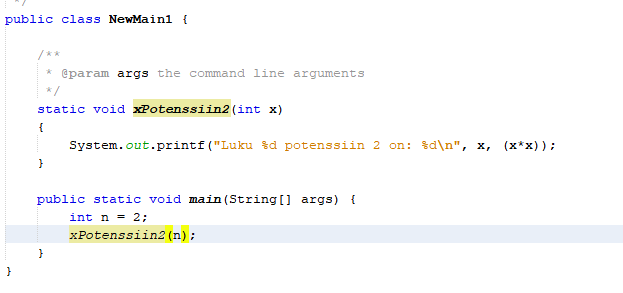 */
public class NewMain1 {
/**
* @param args the command line arguments
*/
static void xPotenssiin2(int x)
{
System.out.printf("Luku %d potenssiin 2 on: %d\n", x, (x*x));
}
public static void main(String[] args) {
int n = 2;
xPotenssiin2(n);
}
}